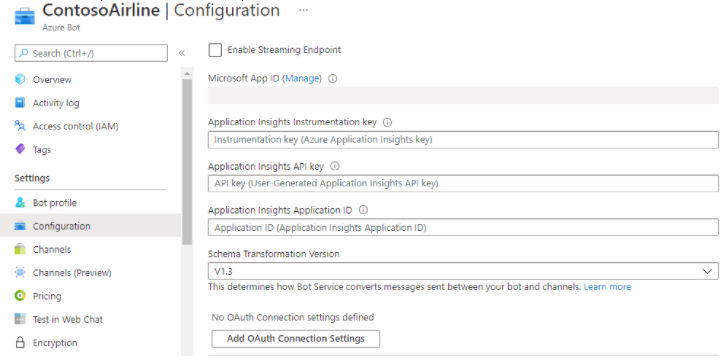 ContosoAirline | Configuration ...
Azure Bot
Search (Ctrl+/)
«
Overview
Activity log
Access control (IAM)
Tags
Settings
Bot profile
Configuration
Channels
Channels (Preview)
Pricing
Test in Web Chat
Encryption
Enable Streaming Endpoint
Microsoft App ID (Manage)
Application Insights Instrumentation key
Instrumentation key (Azure Application Insights key)
Application Insights API key
API key (User-Generated Application Insights API key)
Application Insights Application ID
Application ID (Application Insights Application ID)
Schema Transformation Version
V1.3
This determines how Bot Service converts messages sent between your bot and channels. Learn more
No OAuth Connection settings defined
Add OAuth Connection Settings